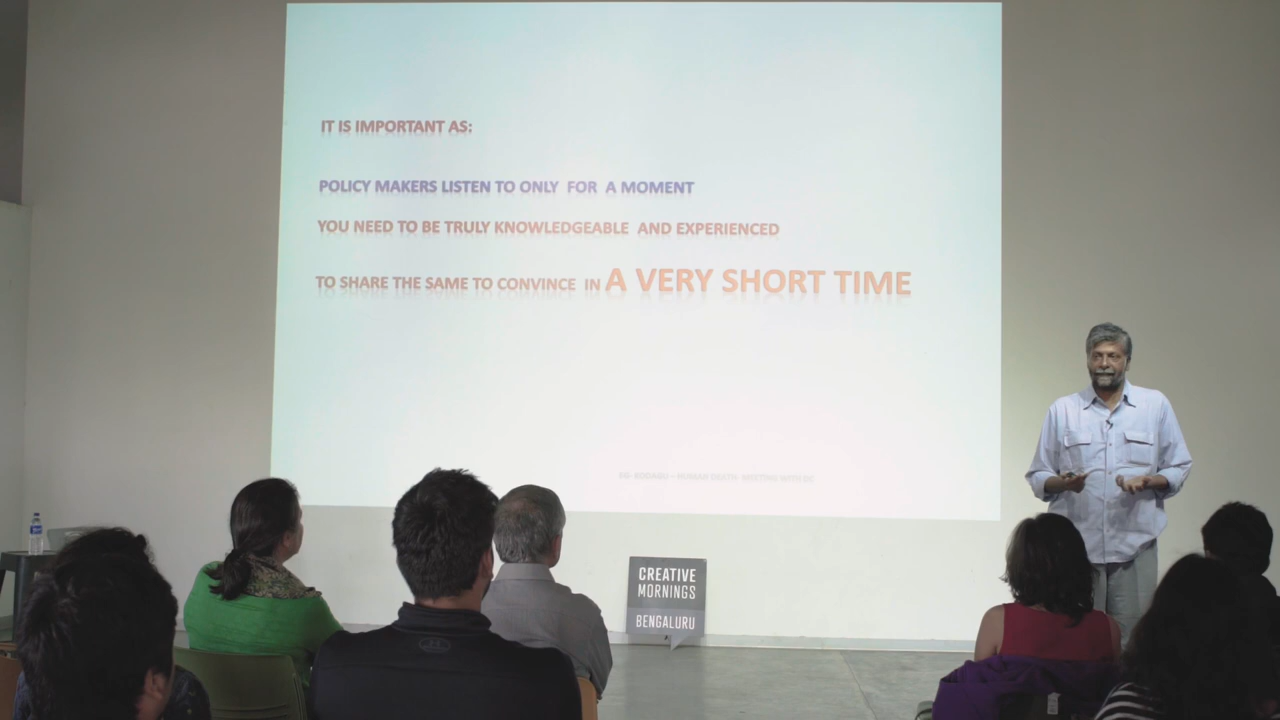 IT IS IMPORTANT AS:
POLICY MAKERS LISTEN TO ONLY FOR A MOMENT
YOU NEED TO BE TRULY KNOWLEDGEABLE AND EXPERIENCED
TO SHARE THE SAME TO CONVINCE IN A VERY SHORT TIME
CREATIVE
MORNINGS
BENGALURU